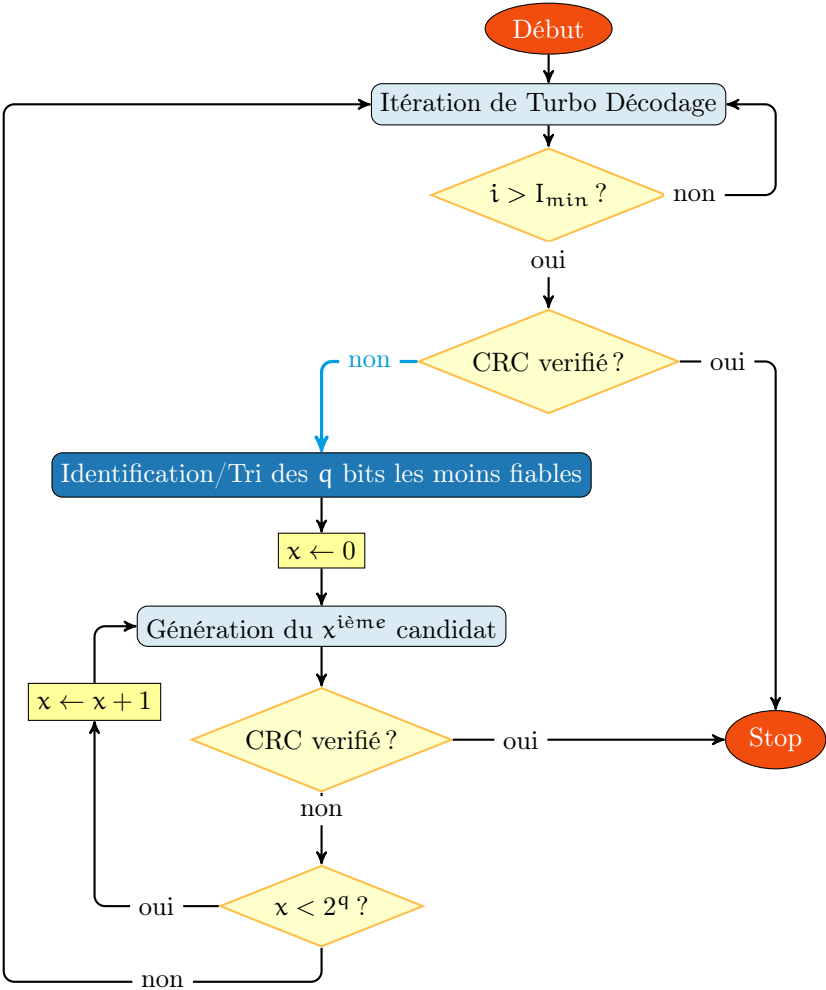 Début
Itération de Turbo Décodage
i > I_min ?
non
oui
CRC verifié ?
non
oui
Identification/Tri des q bits les moins fiables
x ← 0
Génération du x^ième candidat
x ← x + 1
CRC verifié ?
oui
Stop
non
x < 2^q ?
oui
non